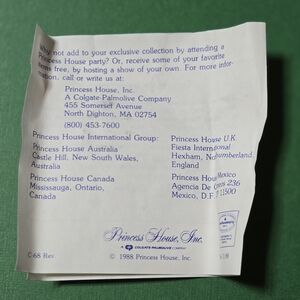 Why not add to your exclusive collection by attending a
Princess House party? Or, receive some of your favorite
items free, by hosting a show of your own. For more infor-
mation, call or write us at:
Princess House, Inc.
A Colgate-Palmolive Company
455 Somerset Avenue
North Dighton, MA 02754
(800) 453-7600
Princess House International Group:
Princess House Australia
Castle Hill, New South Wales,
Australia
Princess House Canada
Mississauga, Ontario,
Canada
Princess House U.K.
Fiesta International
Hexham, Northumberland,
England
Princess House Mexico
Agencia De 236
Mexico, D.F. 11500
Princess House, Inc.
A COLGATE-PALMOLIVE COMPANY
C-68 Rev.
© 1988 Princess House, Inc.